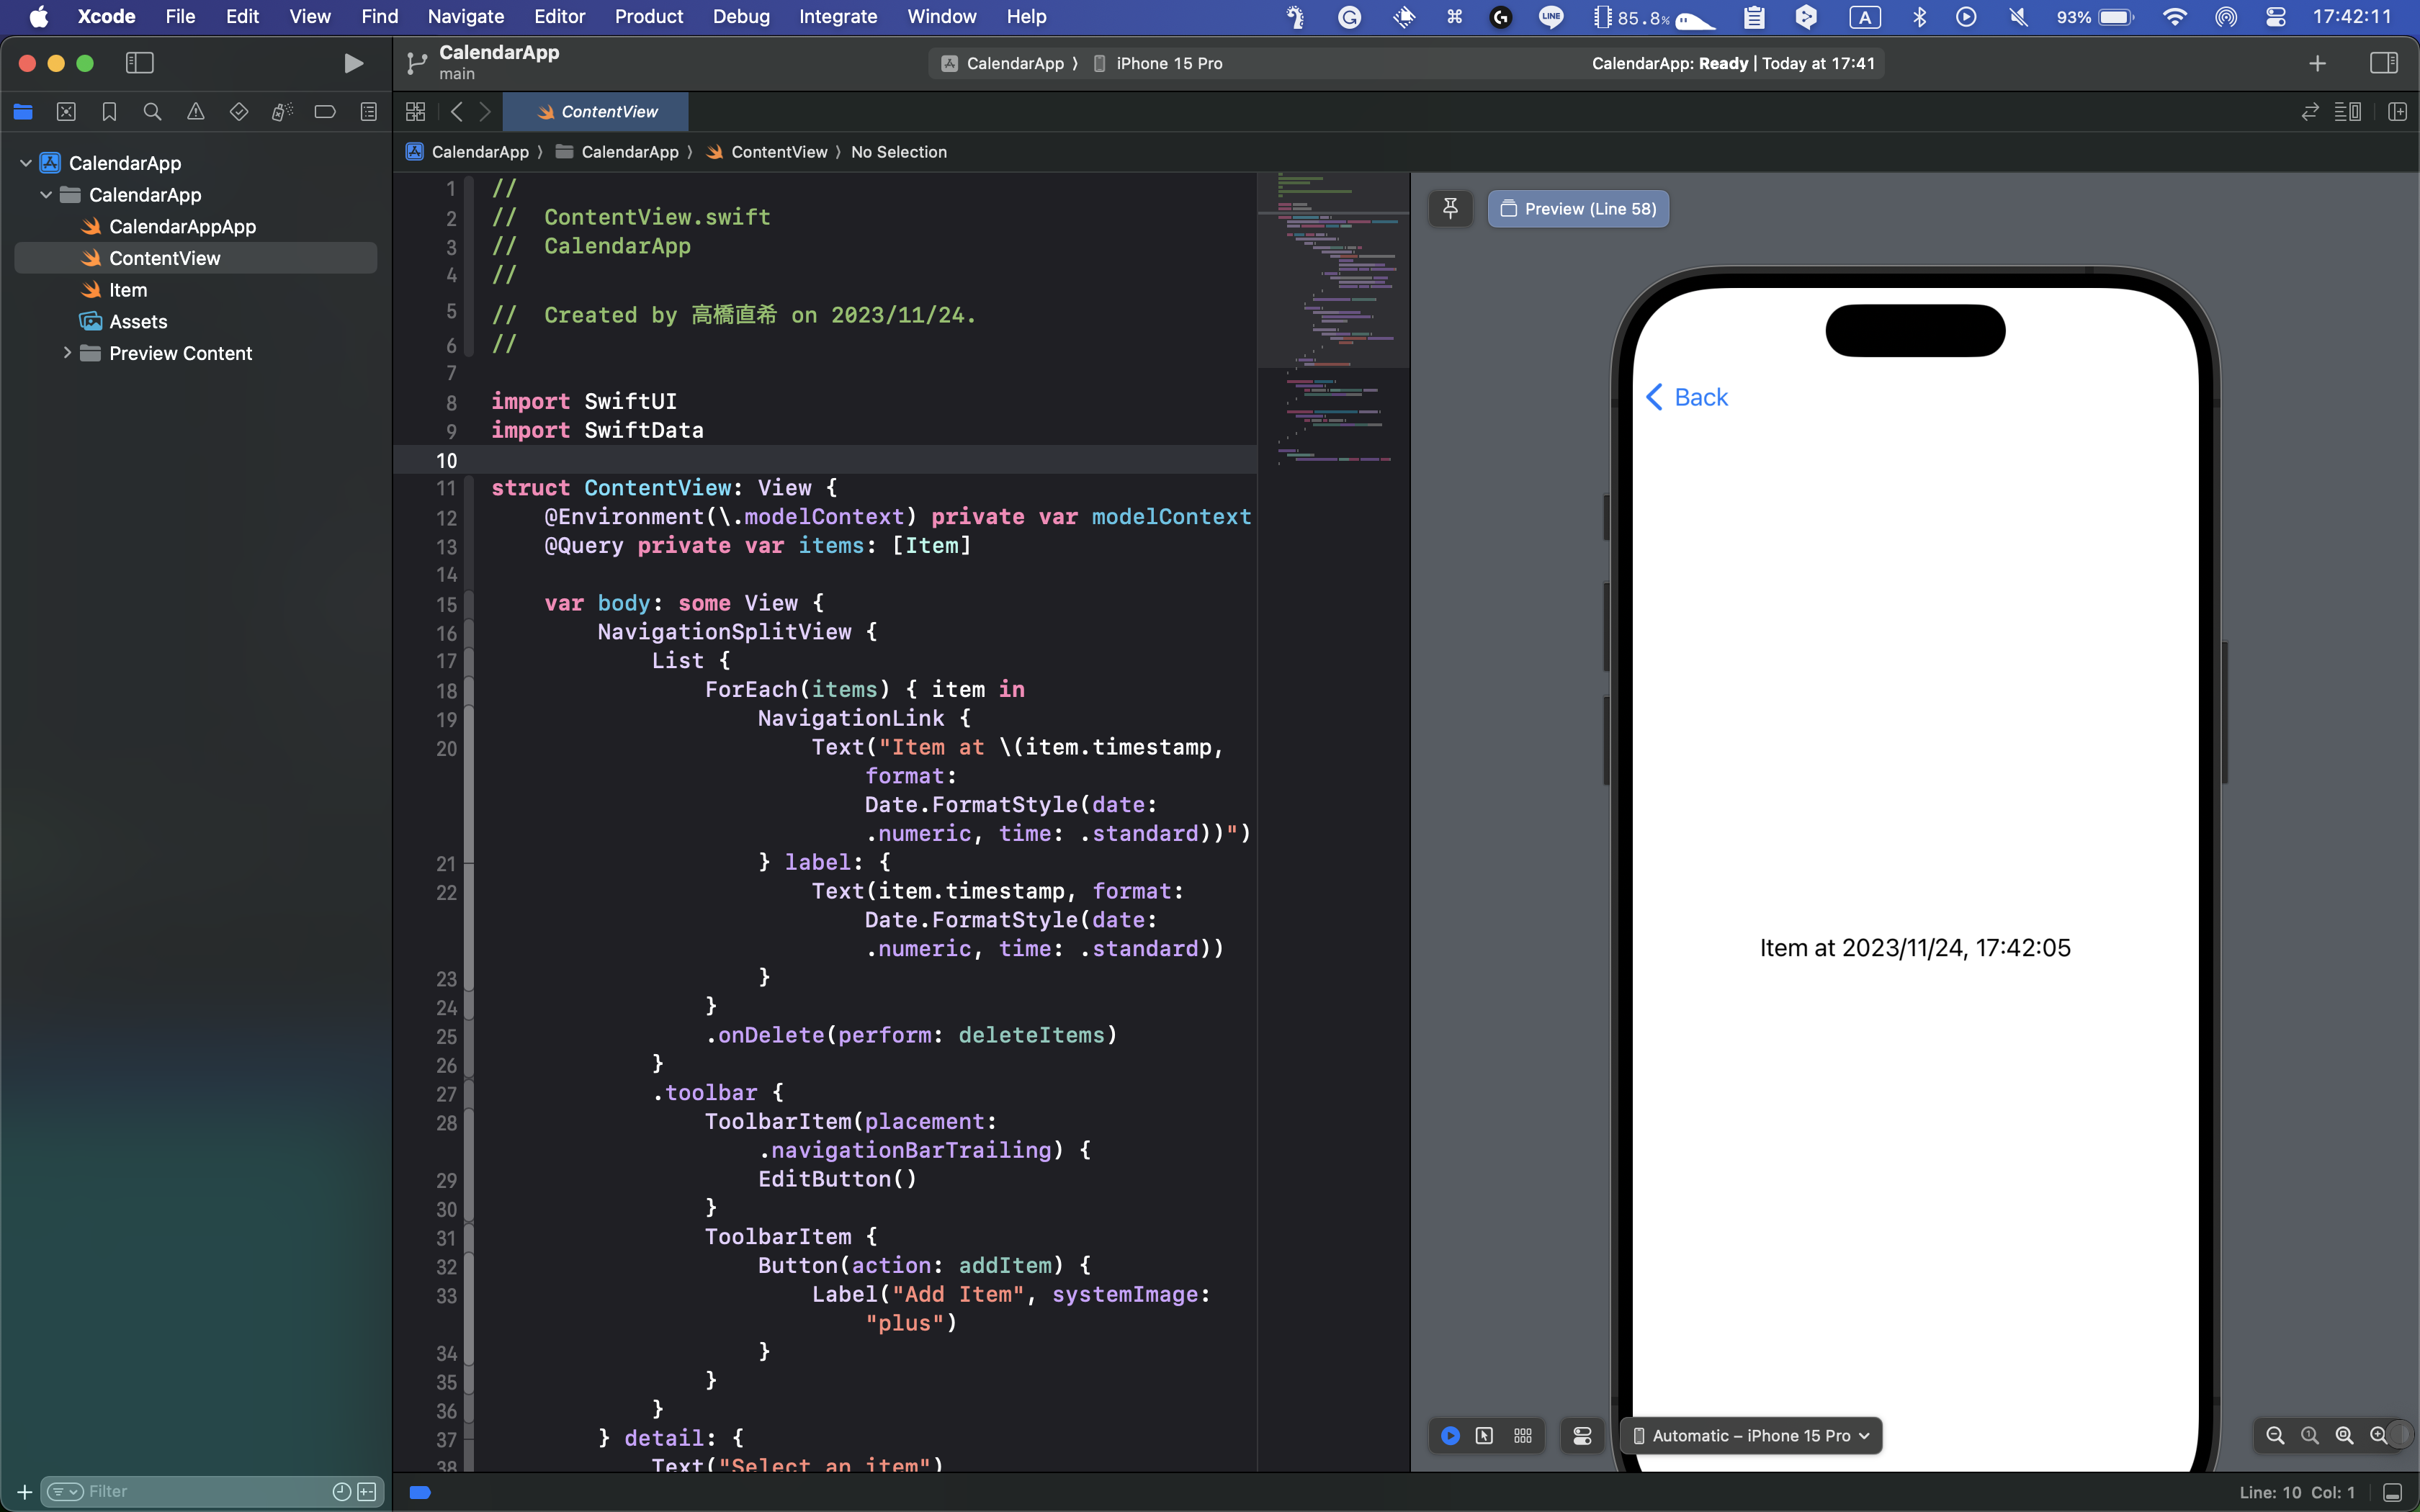 Xcode File Edit View Find Navigate Editor Product Debug Integrate Window Help
LINE 85.8% A 93% 17:42:11
CalendarApp
main
CalendarApp ⟩ iPhone 15 Pro
CalendarApp: Ready | Today at 17:41
ContentView
CalendarApp ⟩ CalendarApp ⟩ ContentView ⟩ No Selection
CalendarApp
CalendarApp
CalendarAppApp
ContentView
Item
Assets
Preview Content
Filter
1 //
2 //  ContentView.swift
3 //  CalendarApp
4 //
5 //  Created by 高橋直希 on 2023/11/24.
6 //
7
8 import SwiftUI
9 import SwiftData
10
11 struct ContentView: View {
12     @Environment(\.modelContext) private var modelContext
13     @Query private var items: [Item]
14
15     var body: some View {
16         NavigationSplitView {
17             List {
18                 ForEach(items) { item in
19                     NavigationLink {
20                         Text("Item at \(item.timestamp,
format:
Date.FormatStyle(date:
.numeric, time: .standard))")
21                     } label: {
22                         Text(item.timestamp, format:
Date.FormatStyle(date:
.numeric, time: .standard))
23                     }
24                 }
25                 .onDelete(perform: deleteItems)
26             }
27             .toolbar {
28                 ToolbarItem(placement:
.navigationBarTrailing) {
29                     EditButton()
30                 }
31                 ToolbarItem {
32                     Button(action: addItem) {
33                         Label("Add Item", systemImage:
"plus")
34                     }
35                 }
36             }
37         } detail: {
38             Text("Select an item")
Preview (Line 58)
Back
Item at 2023/11/24, 17:42:05
Automatic – iPhone 15 Pro
Line: 10 Col: 1